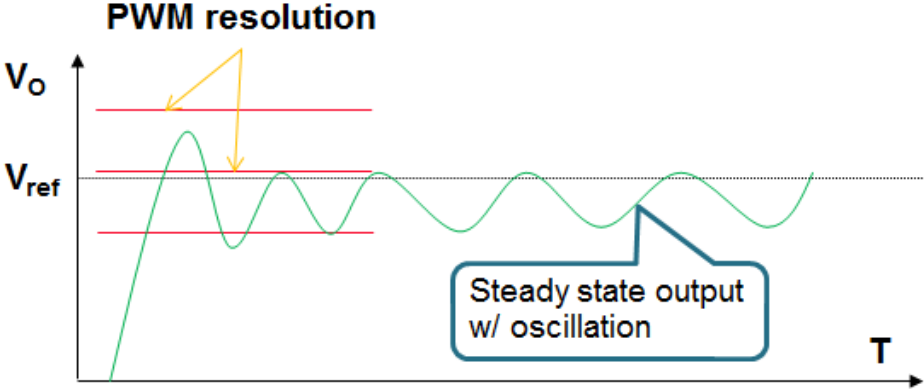 PWM resolution
VO
Vref
Steady state output
w/ oscillation
T